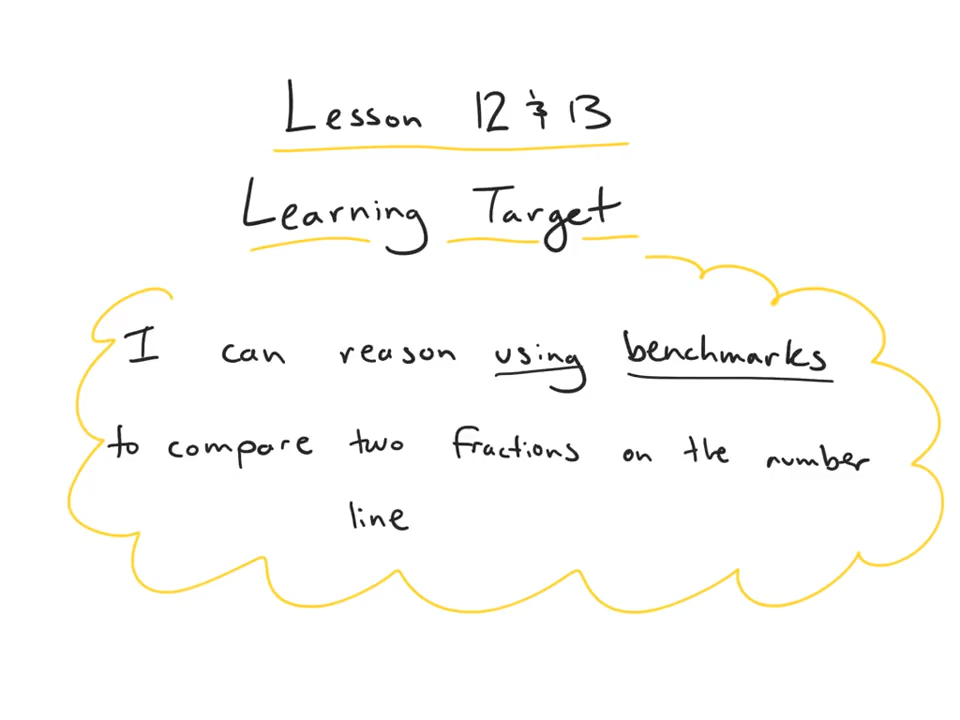 Lesson 12 & 13
Learning Target
I can reason using benchmarks
to compare two fractions on the number
line